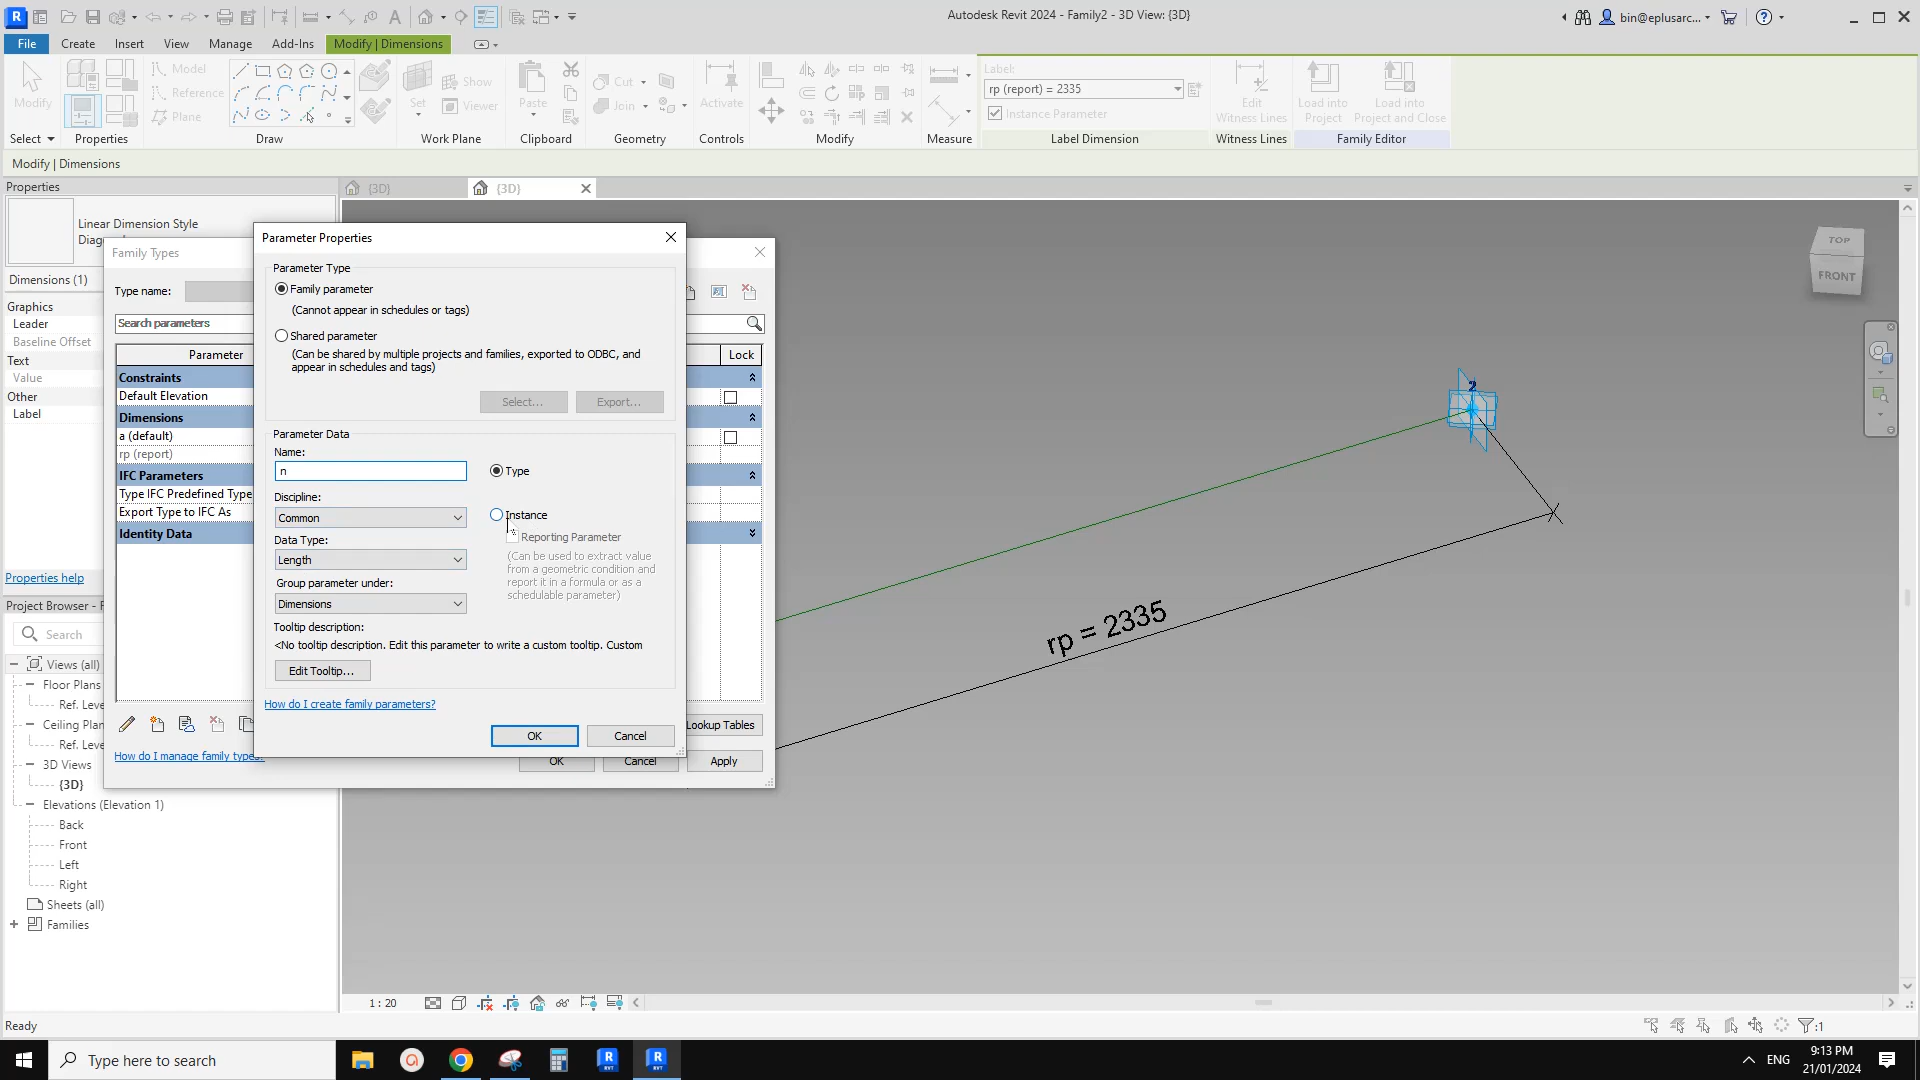 Autodesk Revit 2024 - Family2 - 3D View: {3D}
bin@eplusarc...
File Create Insert View Manage Add-Ins Modify | Dimensions
Modify
Select
Properties
Model
Reference
Plane
Draw
Set
Show
Viewer
Work Plane
Paste
Clipboard
Cut
Join
Geometry
Activate
Controls
Modify
Measure
Label:
rp (report) = 2335
Instance Parameter
Label Dimension
Edit
Witness Lines
Witness Lines
Load into
Project
Load into
Project and Close
Family Editor
Modify | Dimensions
Properties
{3D}
{3D}
Linear Dimension Style
Diag
Dimensions (1)
Graphics
Leader
Baseline Offset
Text
Value
Other
Label
Properties help
Project Browser - F
Search
Views (all)
Floor Plans
Ref. Leve
Ceiling Plan
Ref. Leve
3D Views
{3D}
Elevations (Elevation 1)
Back
Front
Left
Right
Sheets (all)
Families
Family Types
Type name:
Search parameters
Parameter
Lock
Constraints
Default Elevation
Dimensions
a (default)
rp (report)
IFC Parameters
Type IFC Predefined Type
Export Type to IFC As
Identity Data
Lookup Tables
How do I manage family types?
OK
Cancel
Apply
Parameter Properties
Parameter Type
Family parameter
(Cannot appear in schedules or tags)
Shared parameter
(Can be shared by multiple projects and families, exported to ODBC, and
appear in schedules and tags)
Select...
Export...
Parameter Data
Name:
n
Type
Discipline:
Common
Instance
Data Type:
Reporting Parameter
Length
(Can be used to extract value
from a geometric condition and
report it in a formula or as a
schedulable parameter)
Group parameter under:
Dimensions
Tooltip description:
<No tooltip description. Edit this parameter to write a custom tooltip. Custom
Edit Tooltip...
How do I create family parameters?
OK
Cancel
TOP
FRONT
2
rp = 2335
1 : 20
Ready
:1
Type here to search
ENG
9:13 PM
21/01/2024